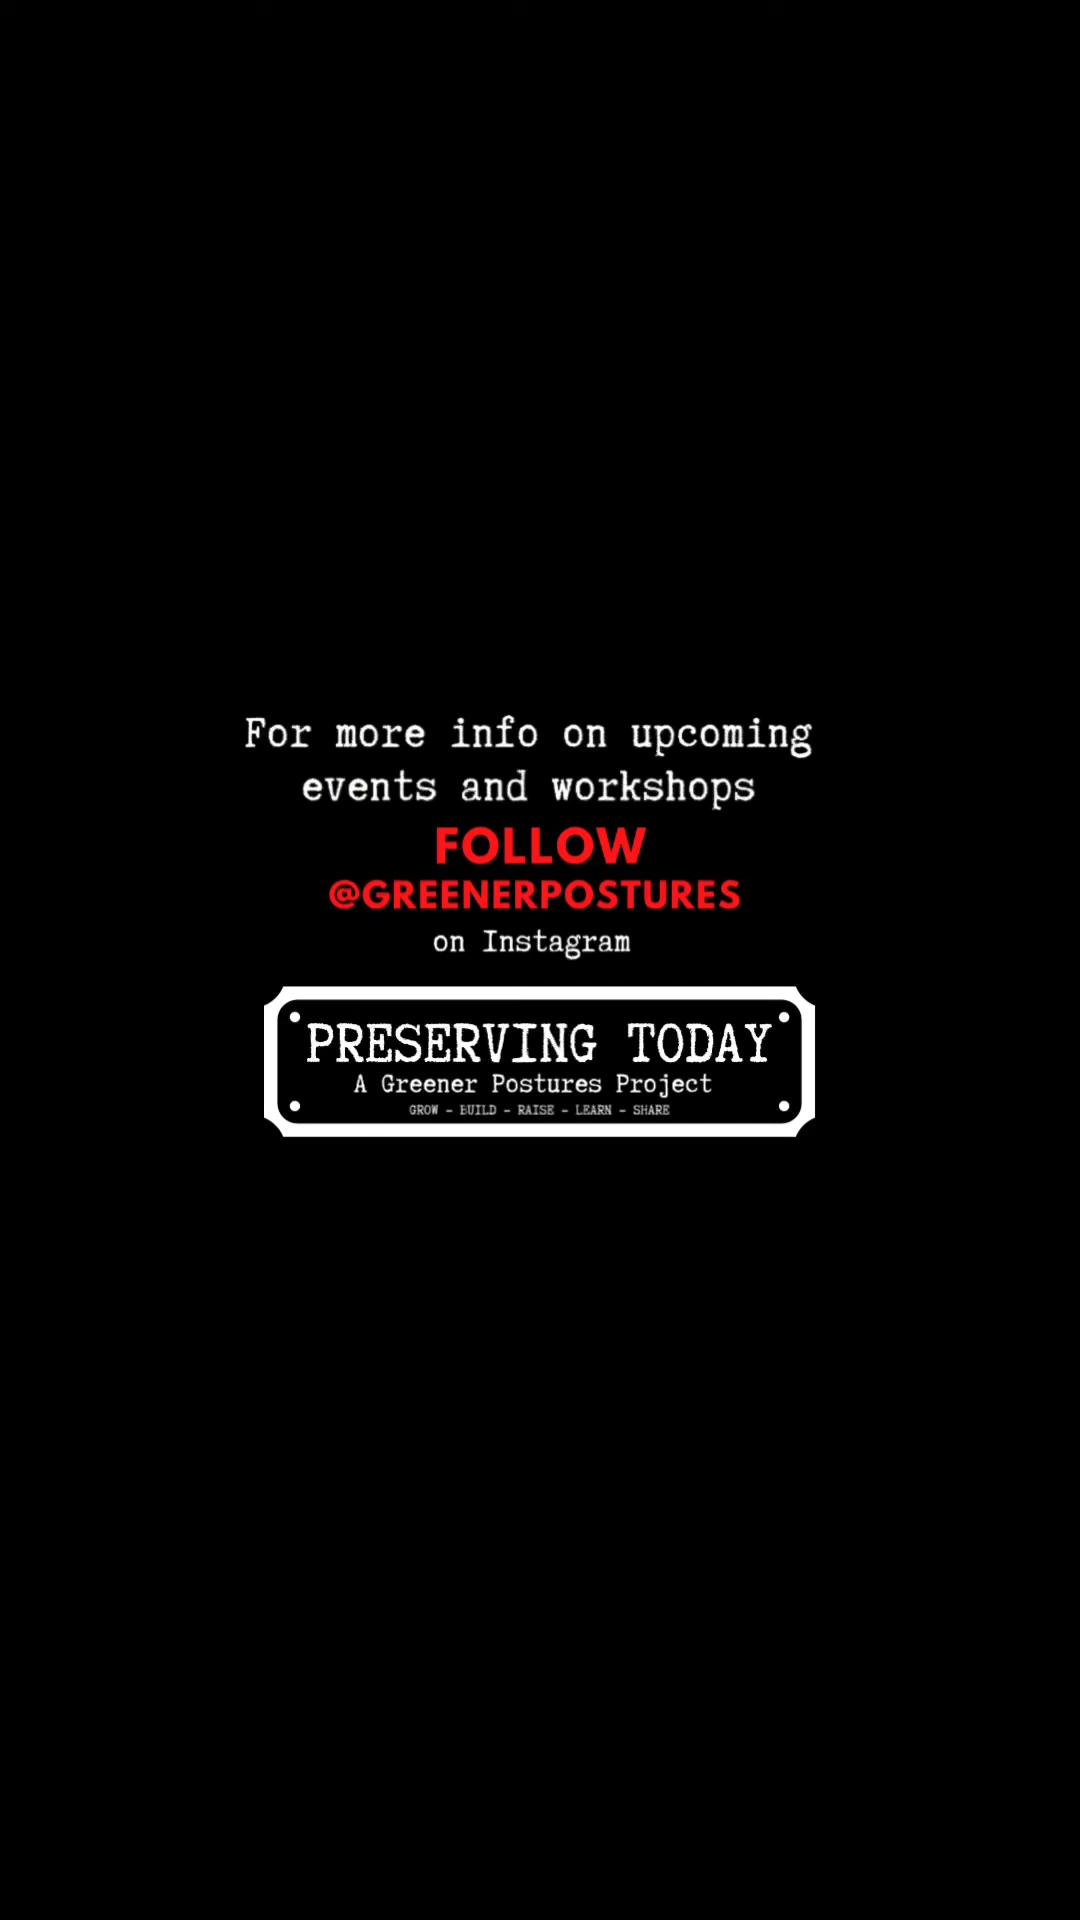 For more info on upcoming
events and workshops
FOLLOW
@GREENERPOSTURES
on Instagram
PRESERVING TODAY
A Greener Postures Project
GROW - BUILD - RAISE - LEARN - SHARE